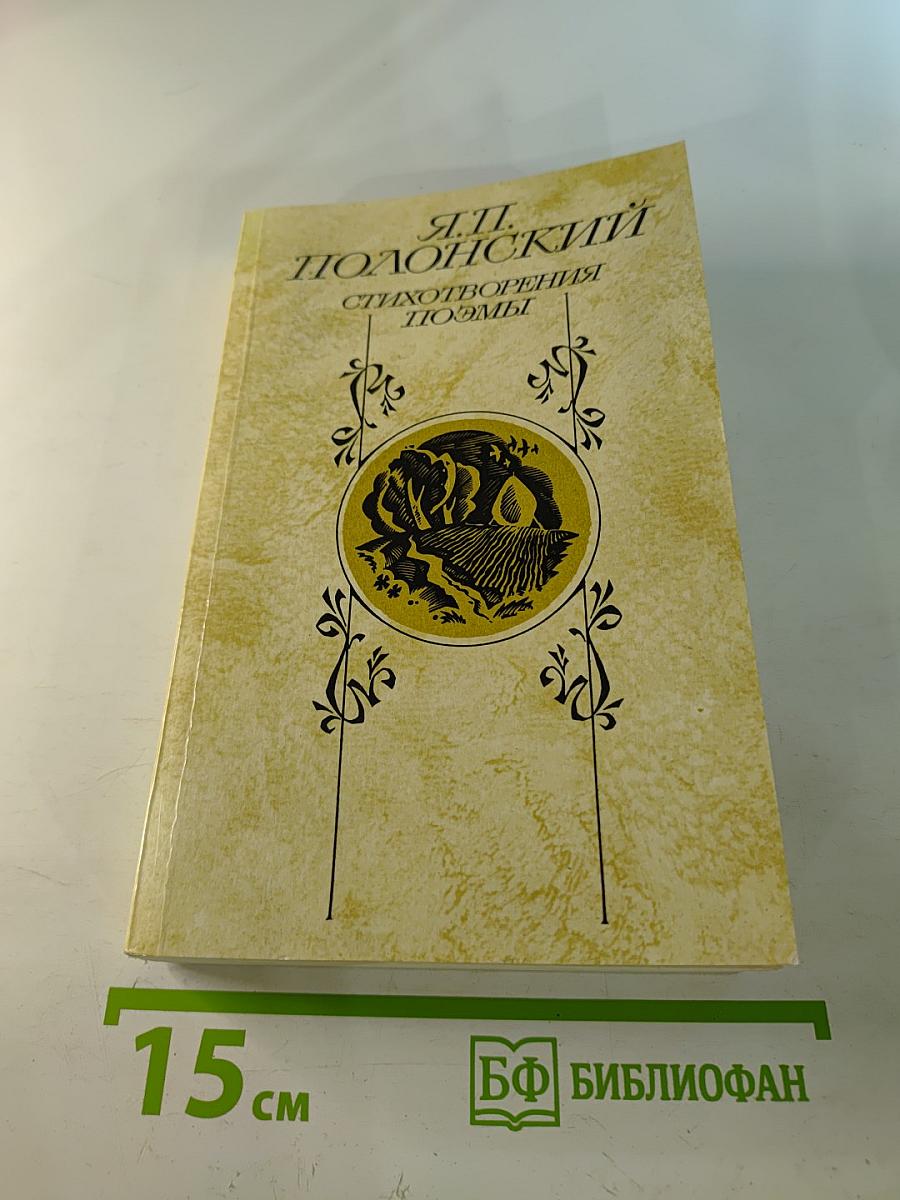 Я.П.
ПОЛОНСКИЙ
СТИХОТВОРЕНИЯ
ПОЭМЫ
15 см
БФ БИБЛИОФАН